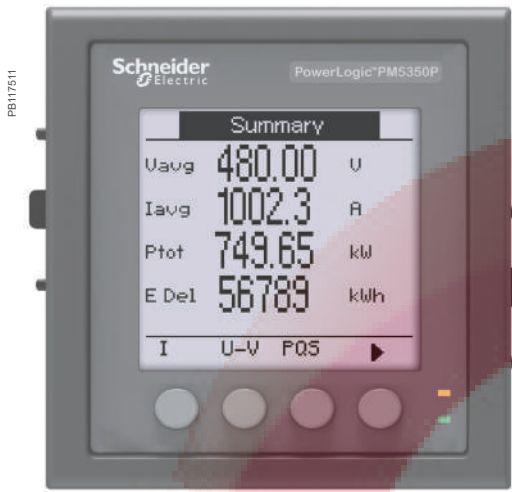 PB117511
Schneider
Electric
PowerLogic™PM5350P
Summary
Vavg 480.00 V
Iavg 1002.3 A
Ptot 749.65 kW
E Del 56789 kWh
I U-V PQS